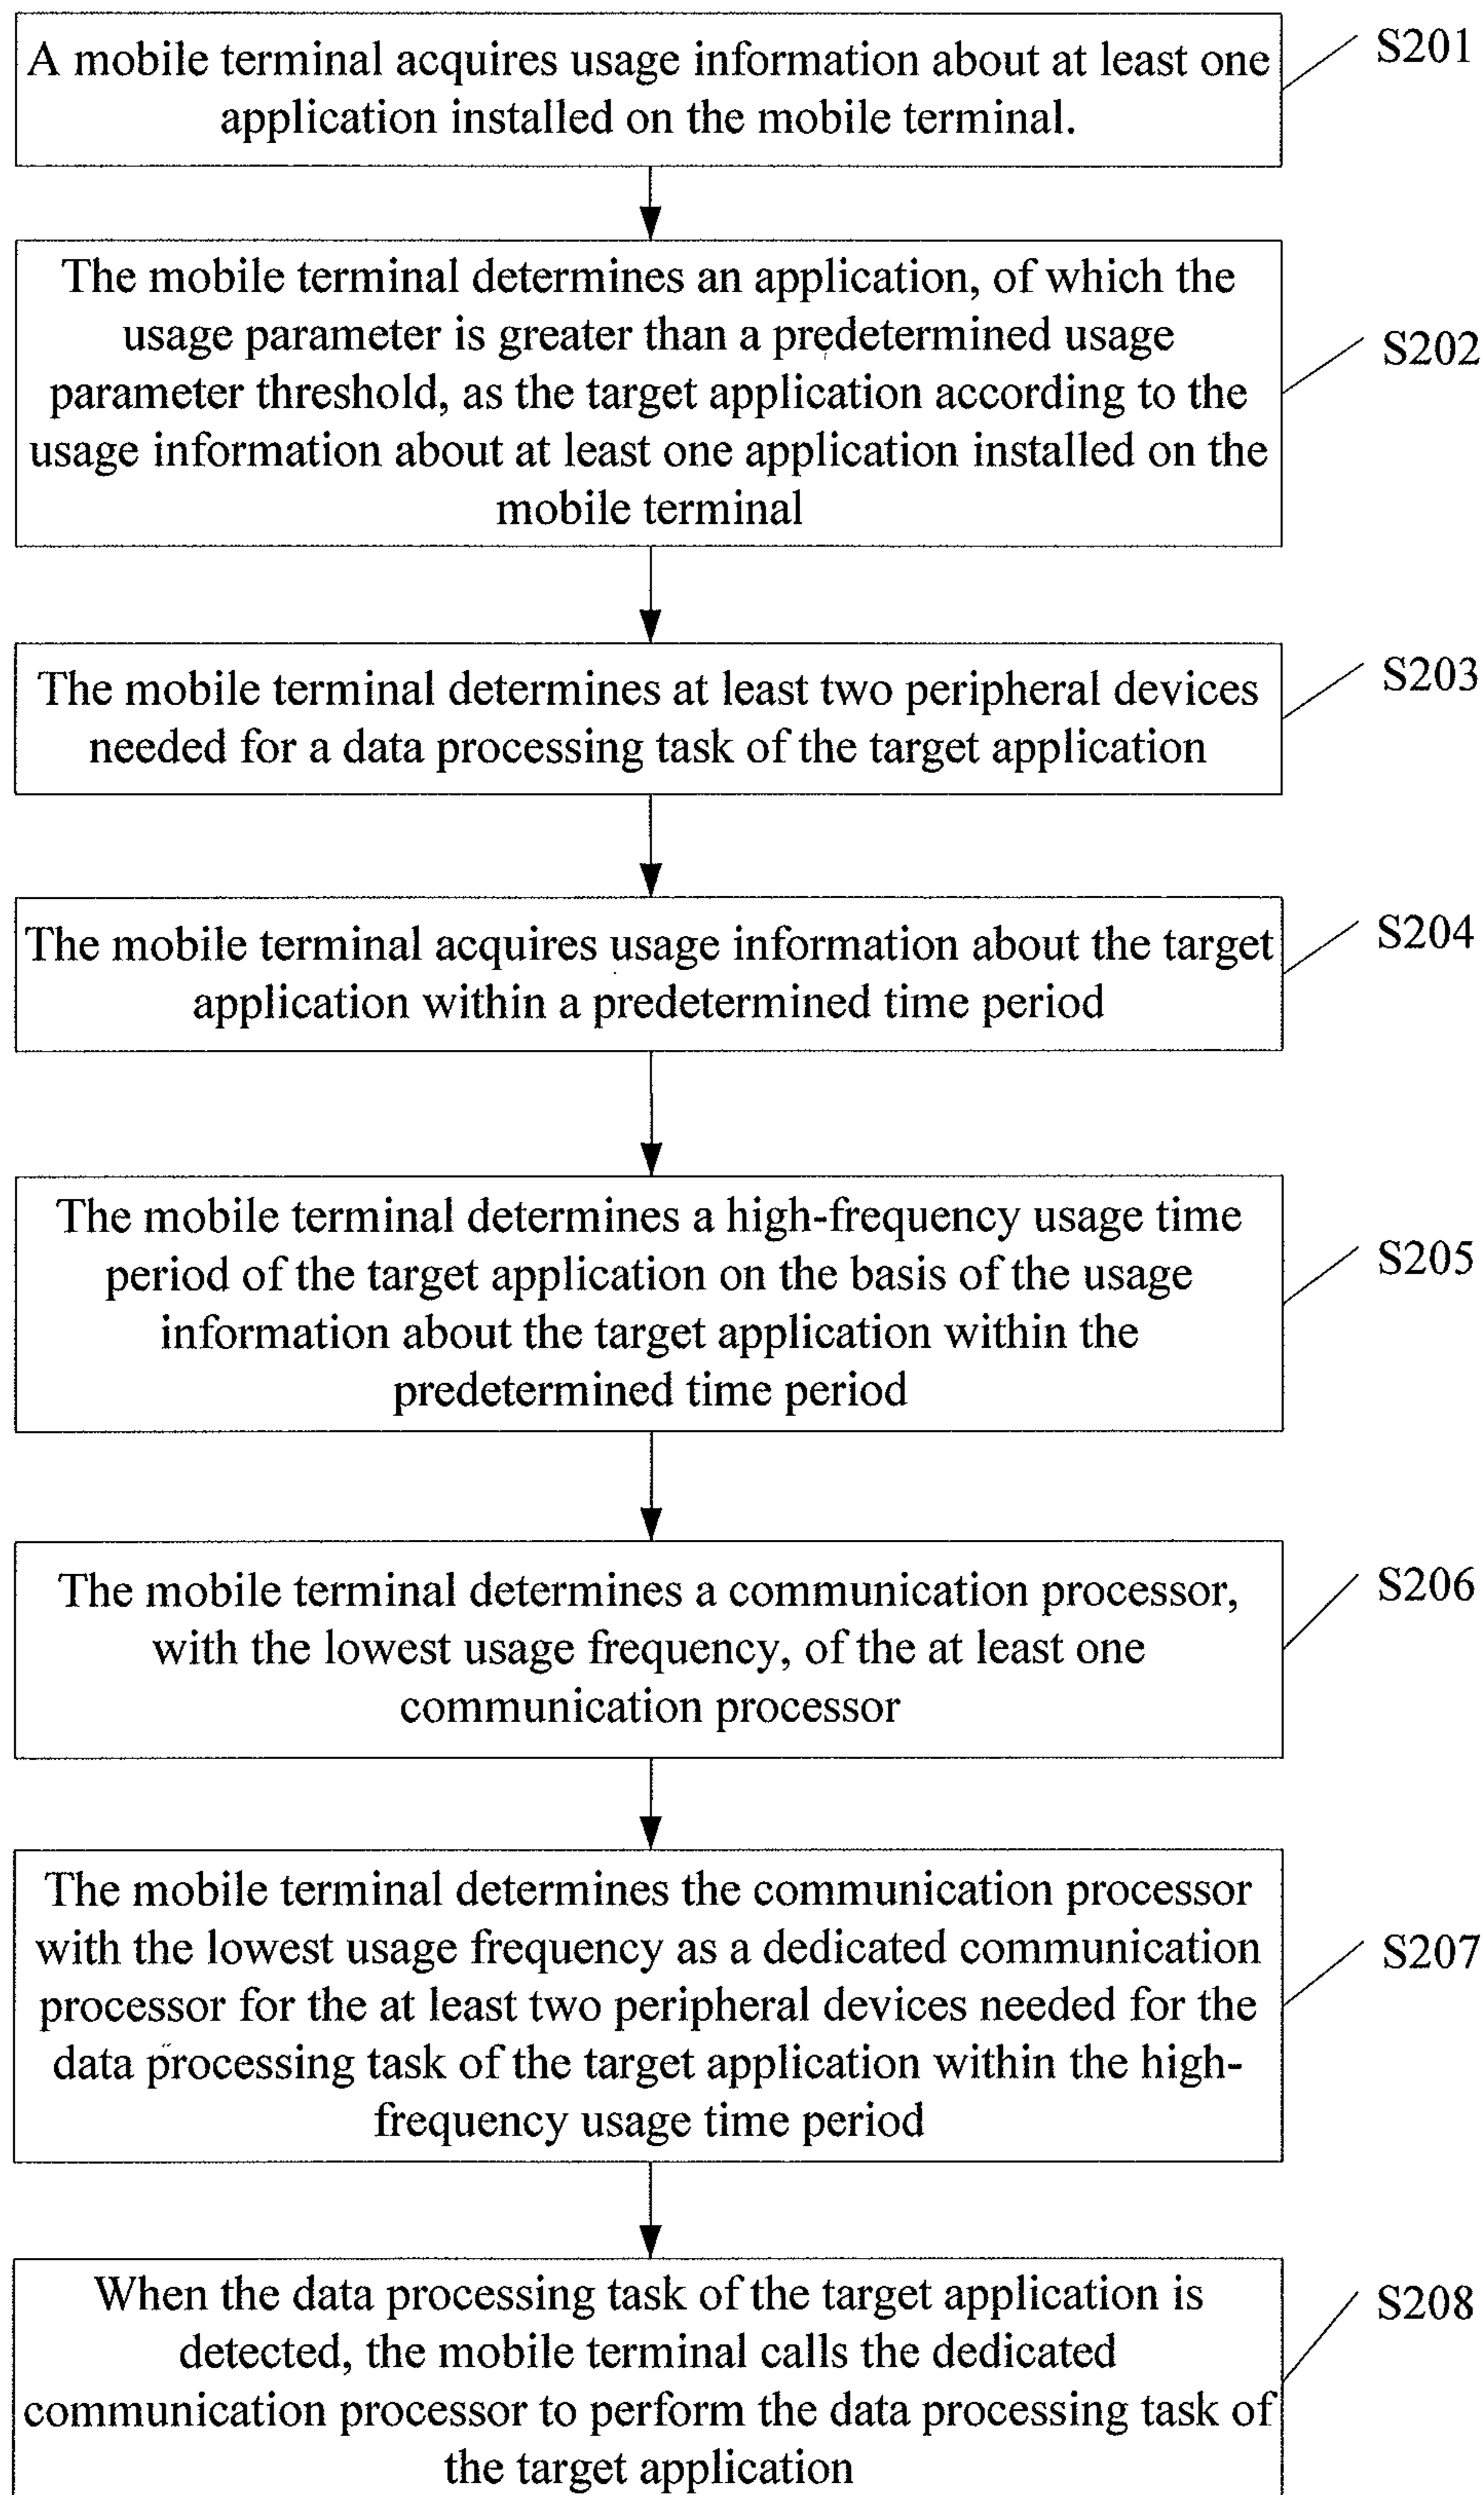 A mobile terminal acquires usage information about at least one
application installed on the mobile terminal.
S201
The mobile terminal determines an application, of which the
usage parameter is greater than a predetermined usage
parameter threshold, as the target application according to the
usage information about at least one application installed on the
mobile terminal
S202
The mobile terminal determines at least two peripheral devices
needed for a data processing task of the target application
S203
The mobile terminal acquires usage information about the target
application within a predetermined time period
S204
The mobile terminal determines a high-frequency usage time
period of the target application on the basis of the usage
information about the target application within the
predetermined time period
S205
The mobile terminal determines a communication processor,
with the lowest usage frequency, of the at least one
communication processor
S206
The mobile terminal determines the communication processor
with the lowest usage frequency as a dedicated communication
processor for the at least two peripheral devices needed for the
data processing task of the target application within the high-
frequency usage time period
S207
When the data processing task of the target application is
detected, the mobile terminal calls the dedicated
communication processor to perform the data processing task of
the target application
S208